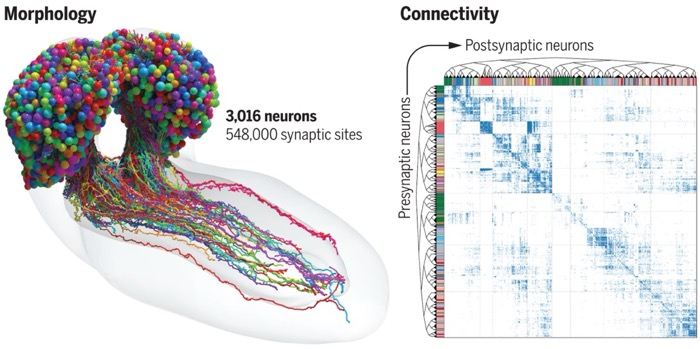 Morphology
3,016 neurons
548,000 synaptic sites
Connectivity
Postsynaptic neurons
Presynaptic neurons